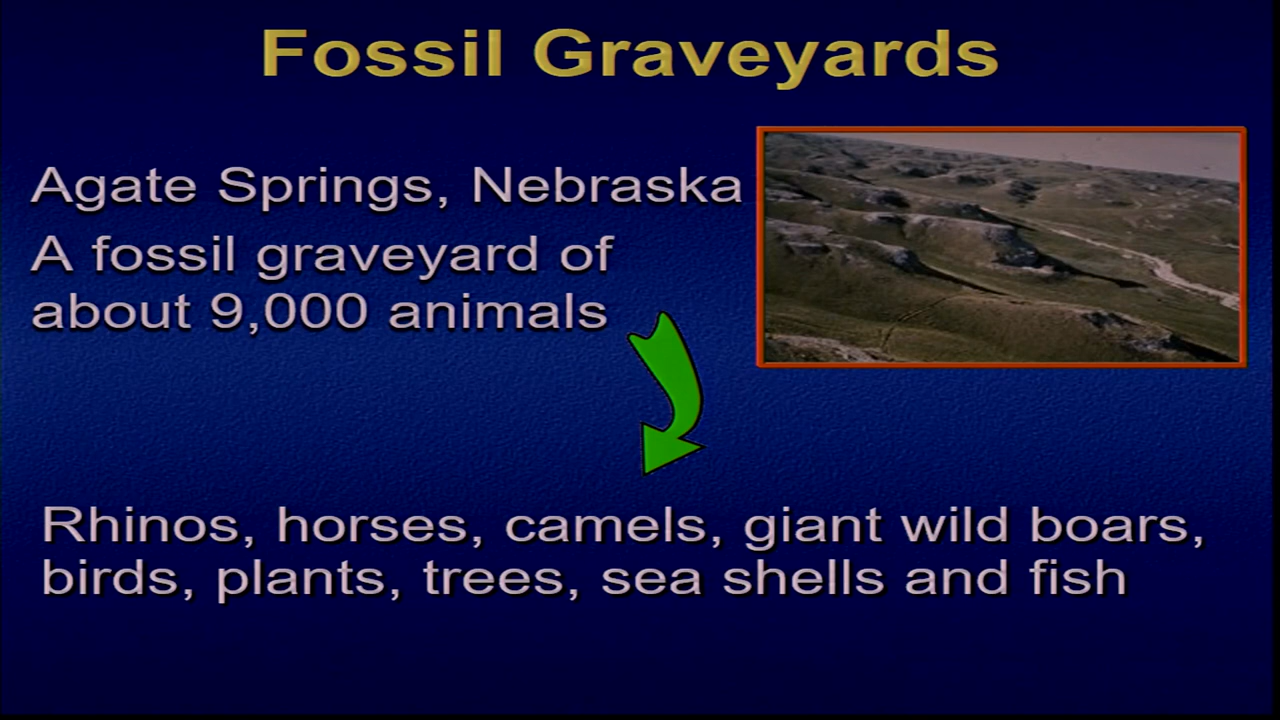 Fossil Graveyards
Agate Springs, Nebraska
A fossil graveyard of
about 9,000 animals
Rhinos, horses, camels, giant wild boars,
birds, plants, trees, sea shells and fish